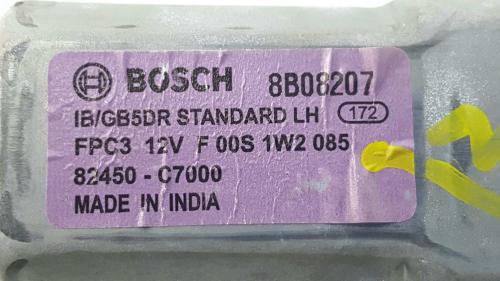 BOSCH 8B08207
IB/GB5DR STANDARD LH 172
FPC3 12V F 00S 1W2 085
82450 - C7000
MADE IN INDIA